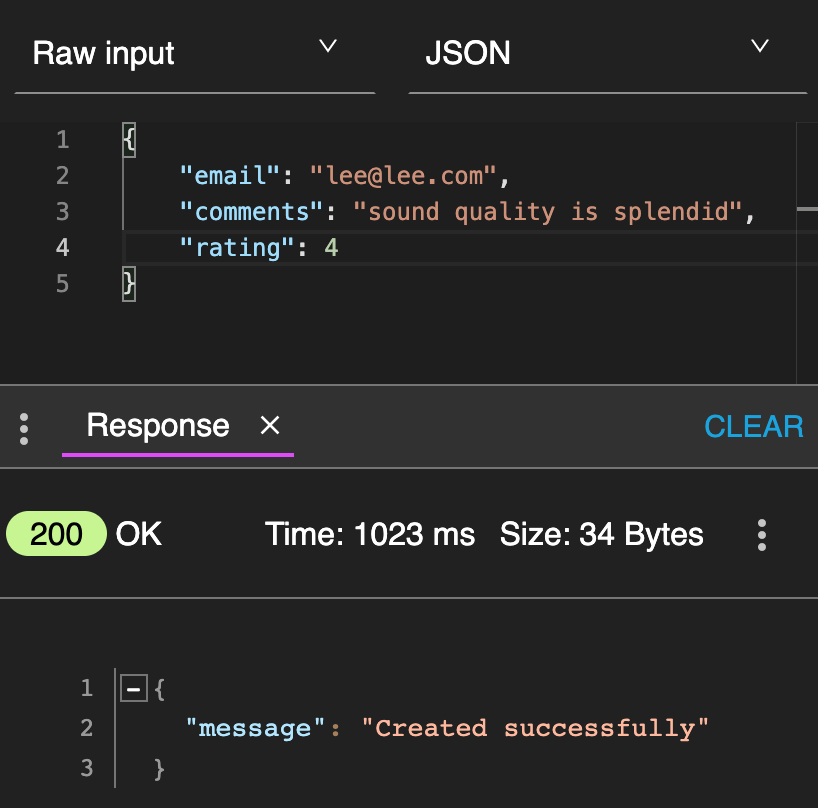 Raw input JSON
1 {
2 "email": "lee@lee.com",
3 "comments": "sound quality is splendid",
4 "rating": 4
5 }
Response × CLEAR
200 OK Time: 1023 ms Size: 34 Bytes
1 {
2 "message": "Created successfully"
3 }